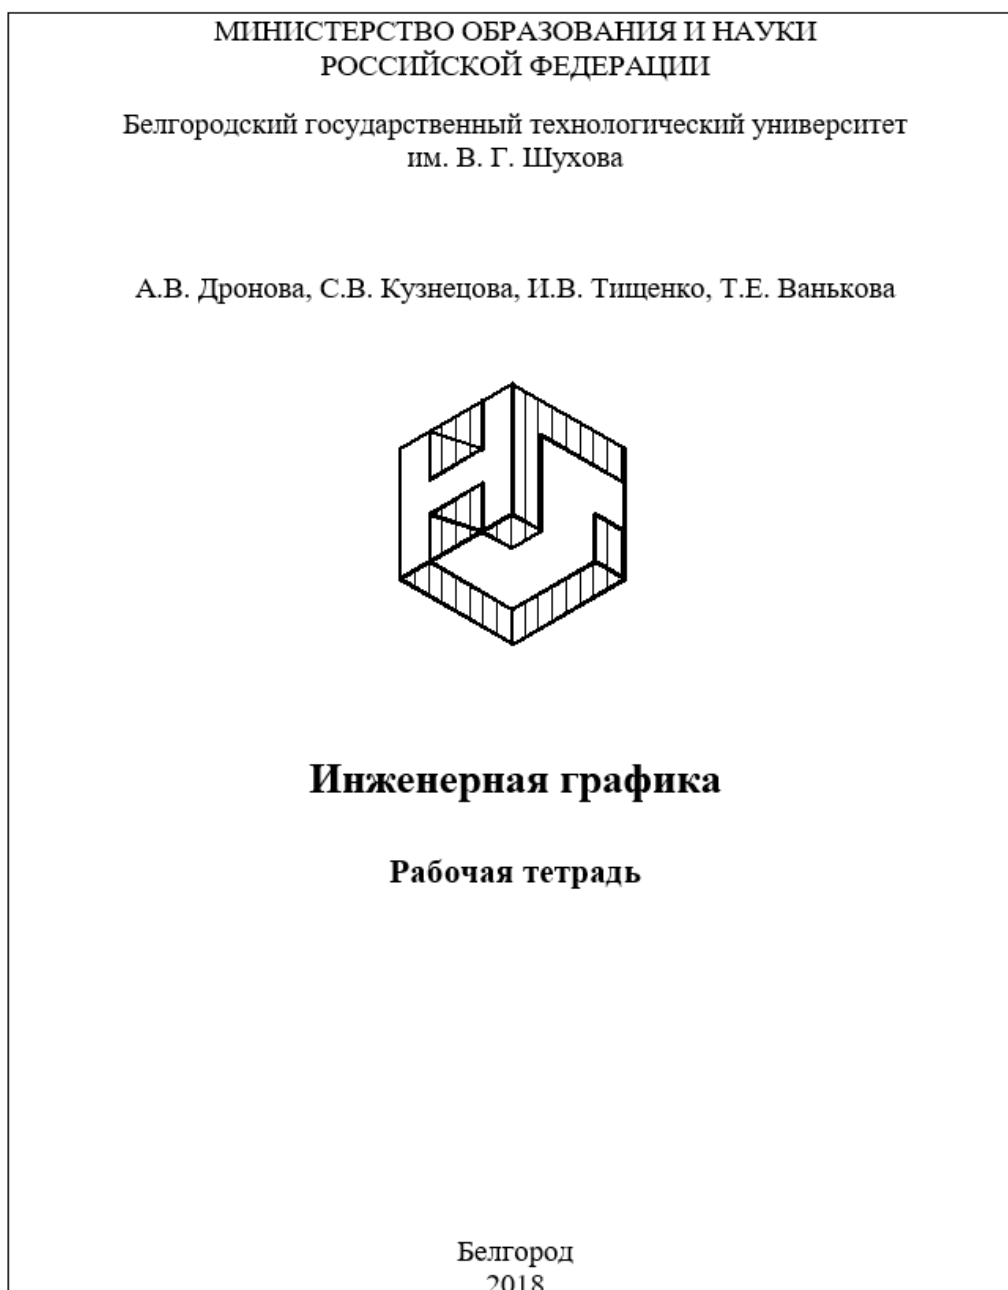 МИНИСТЕРСТВО ОБРАЗОВАНИЯ И НАУКИ
РОССИЙСКОЙ ФЕДЕРАЦИИ
Белгородский государственный технологический университет
им. В. Г. Шухова
А.В. Дронова, С.В. Кузнецова, И.В. Тищенко, Т.Е. Ванькова
Инженерная графика
Рабочая тетрадь
Белгород
2018